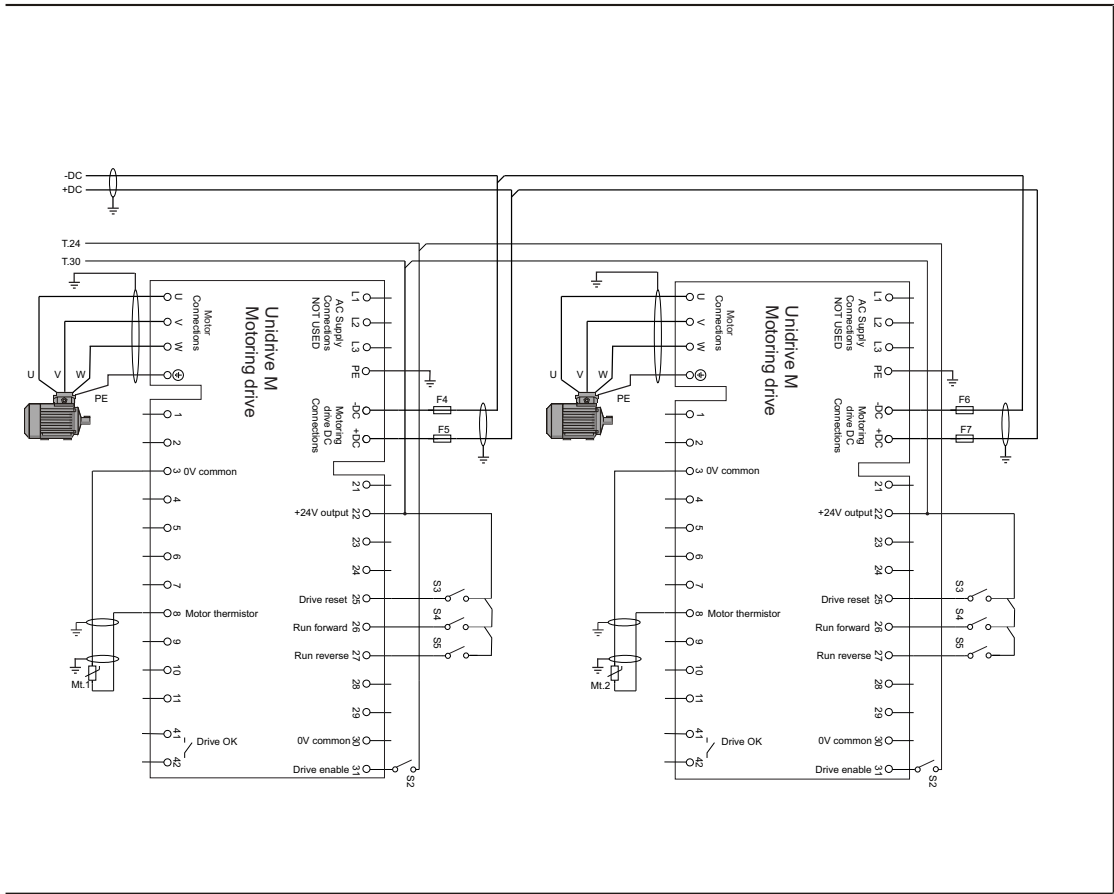 -DC
+DC
T.24
T.30
U
V
W
Motor
Connections
Unidrive M
Motoring drive
AC Supply
Connections
NOT USED
L1
L2
L3
PE
U
V
W
PE
Motoring
drive DC
Connections
-DC
+DC
F4
F5
1
2
3
0V common
4
5
6
7
8
Motor thermistor
9
10
11
41
42
Drive OK
Mt.1
21
+24V output
22
23
24
Drive reset
25
S3
Run forward
26
S4
Run reverse
27
S5
28
29
0V common
30
Drive enable
31
S2
U
V
W
Motor
Connections
Unidrive M
Motoring drive
AC Supply
Connections
NOT USED
L1
L2
L3
PE
U
V
W
PE
Motoring
drive DC
Connections
-DC
+DC
F6
F7
1
2
3
0V common
4
5
6
7
8
Motor thermistor
9
10
11
41
42
Drive OK
Mt.2
21
+24V output
22
23
24
Drive reset
25
S3
Run forward
26
S4
Run reverse
27
S5
28
29
0V common
30
Drive enable
31
S2